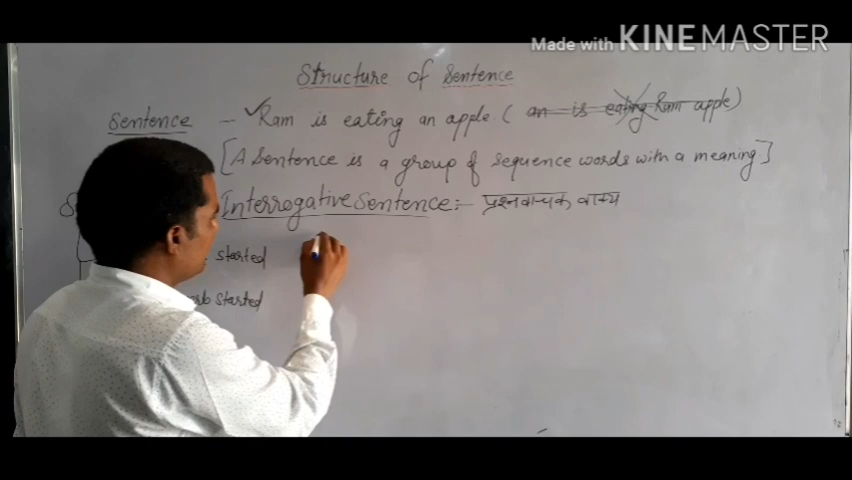 Made with KINEMASTER
Structure of Sentence
Sentence - ✓Ram is eating an apple ( an is eating Ram apple)
[A Sentence is a group of sequence words with a meaning.]
Interrogative Sentence:- प्रश्नवाचक वाक्य
started
started